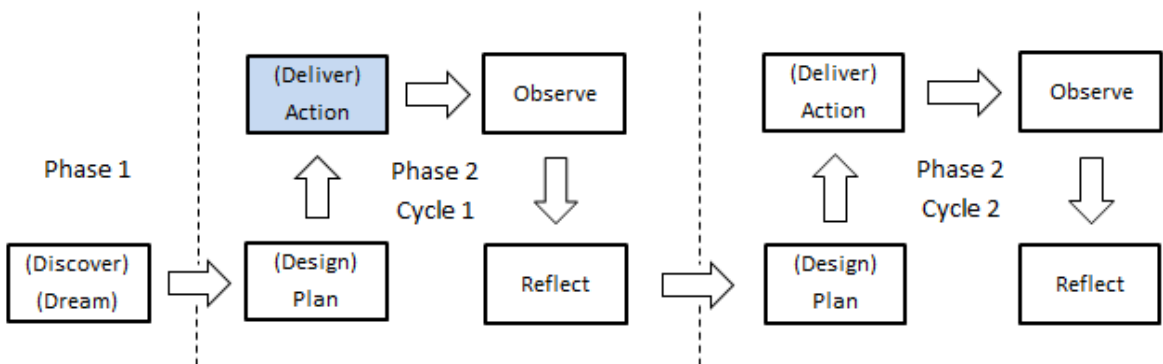 Phase 1
(Discover)
(Dream)
(Deliver)
Action
Observe
Phase 2
Cycle 1
(Design)
Plan
Reflect
(Deliver)
Action
Observe
Phase 2
Cycle 2
(Design)
Plan
Reflect